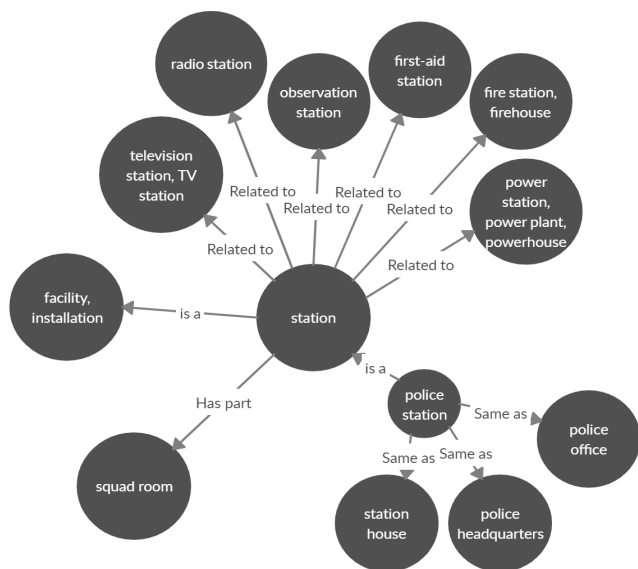 radio station
observation
station
first-aid
station
fire station,
firehouse
television
station, TV
station
power
station,
power plant,
powerhouse
Related to
Related to
Related to
Related to
Related to
Related to
facility,
installation
is a
station
is a
Has part
police
station
Same as
police
office
Same as
Same as
squad room
station
house
police
headquarters